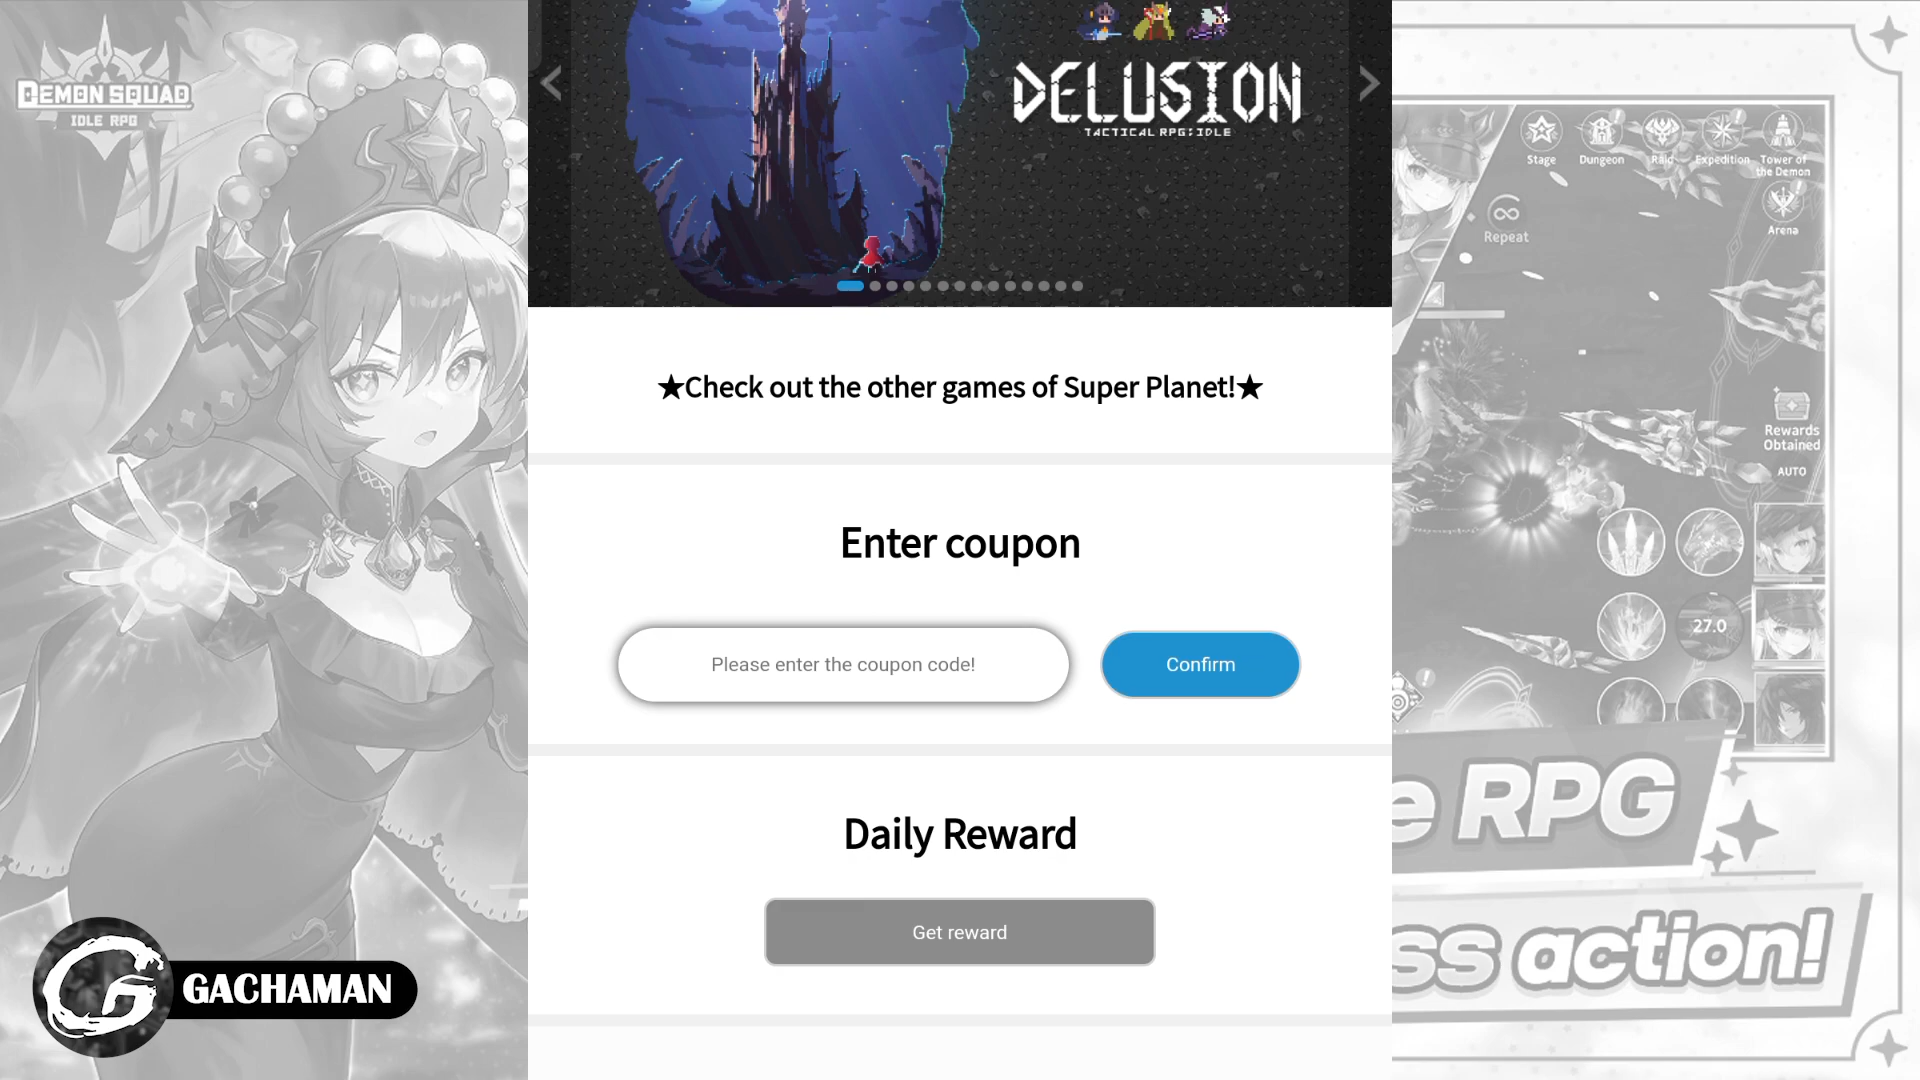 DEMON SQUAD
IDLE RPG
DELUSION
TACTICAL RPG:IDLE
★Check out the other games of Super Planet!★
Enter coupon
Please enter the coupon code!
Confirm
Daily Reward
Get reward
GACHAMAN
Stage
Dungeon
Raid
Expedition
Tower of
the Demon
Arena
Repeat
Rewards
Obtained
AUTO
27.0
e RPG
ss action!